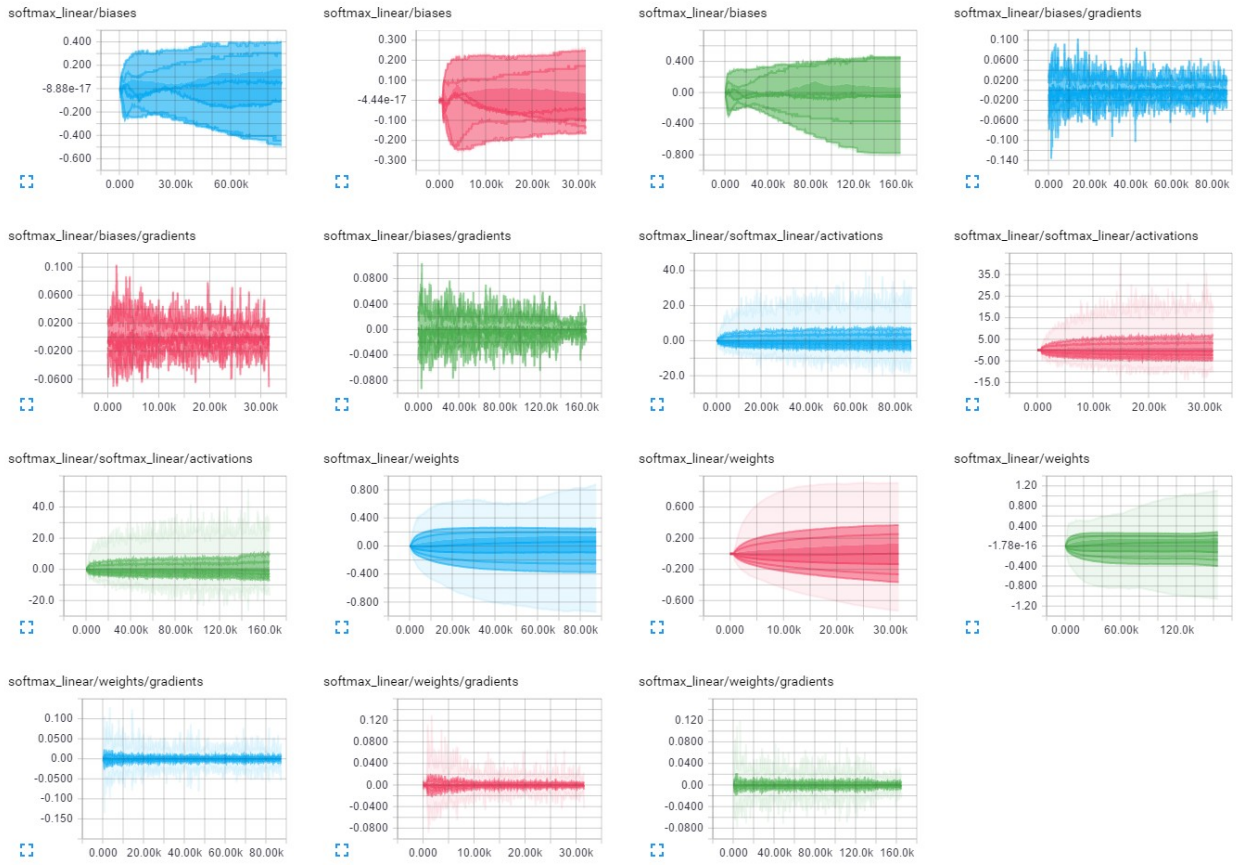 softmax_linear/biases
0.400
0.200
-8.88e-17
-0.200
-0.400
-0.600
0.000 30.00k 60.00k
softmax_linear/biases
0.300
0.100
-4.44e-17
-0.100
-0.200
-0.300
0.000 10.00k 30.00k
softmax_linear/biases
0.400
0.00
-0.400
-0.800
0.000 40.00k 80.00k 120.0k 160.0k
softmax_linear/biases/gradients
0.100
0.0600
0.0200
-0.0200
-0.0600
-0.100
-0.140
0.000 20.00k 40.00k 60.00k 80.00k
softmax_linear/biases/gradients
0.100
0.0600
0.0200
-0.0200
-0.0600
0.000 10.00k 20.00k 30.00k
softmax_linear/biases/gradients
0.0800
0.0400
0.00
-0.0400
-0.0800
0.000 40.00k 80.00k 120.0k 160.0k
softmax_linear/softmax_linear/activations
40.0
20.0
0.00
-20.0
0.000 20.00k 40.00k 60.00k 80.00k
softmax_linear/softmax_linear/activations
35.0
25.0
15.0
5.00
-5.00
-15.0
0.000 10.00k 20.00k 30.00k
softmax_linear/softmax_linear/activations
40.0
20.0
0.00
-20.0
0.000 40.00k 80.00k 120.0k 160.0k
softmax_linear/weights
0.800
0.400
0.00
-0.400
-0.800
0.000 20.00k 40.00k 60.00k 80.00k
softmax_linear/weights
0.600
0.200
-0.200
-0.600
0.000 10.00k 20.00k 30.00k
softmax_linear/weights
1.20
0.800
0.400
-1.78e-16
-0.400
-0.800
-1.20
0.000 60.00k 120.0k
softmax_linear/weights/gradients
0.100
0.0500
0.00
-0.0500
-0.100
-0.150
0.000 20.00k 40.00k 60.00k 80.00k
softmax_linear/weights/gradients
0.120
0.0800
0.0400
0.00
-0.0400
-0.0800
0.000 10.00k 20.00k 30.00k
softmax_linear/weights/gradients
0.120
0.0800
0.0400
0.00
-0.0400
-0.0800
0.000 40.00k 80.00k 120.0k 160.0k